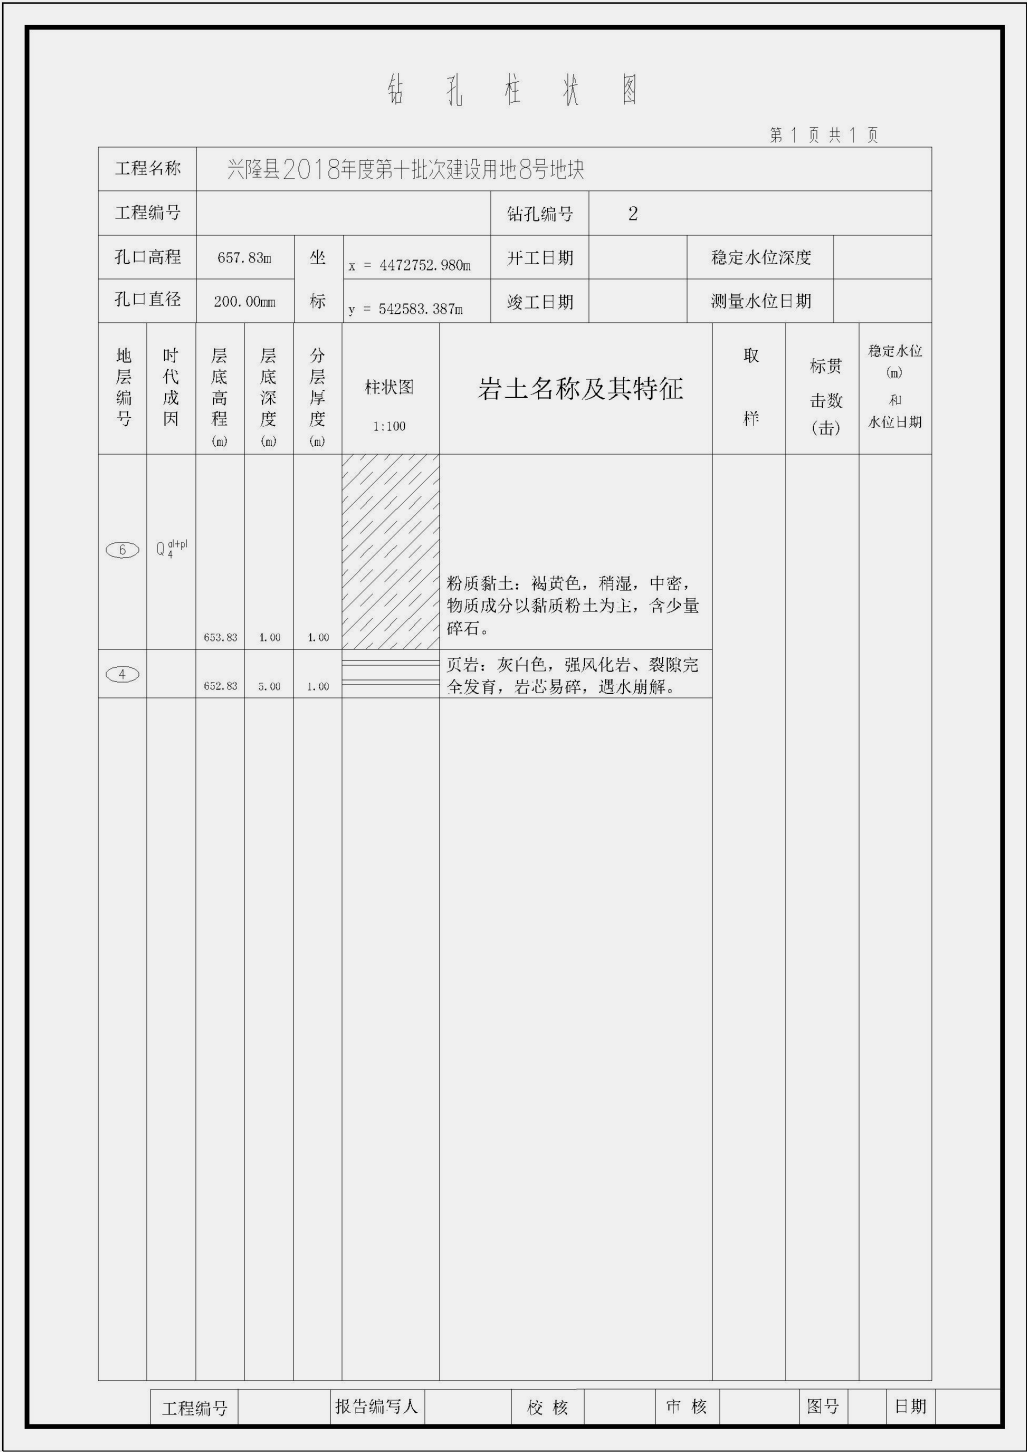 钻孔柱状图
第 1 页 共 1 页
工程名称 兴隆县2018年度第十批次建设用地8号地块
工程编号 钻孔编号 2
孔口高程 657.83m 坐标 x = 4472752.980m 开工日期 稳定水位深度
孔口直径 200.00mm y = 542583.387m 竣工日期 测量水位日期
地层编号 时代成因 层底高程(m) 层底深度(m) 分层厚度(m) 柱状图 1:100 岩土名称及其特征 取样 标贯击数(击) 稳定水位(m)和水位日期
6 Q4 al+pl
粉质黏土：褐黄色，稍湿，中密，
物质成分以黏质粉土为主，含少量
碎石。
653.83 4.00 4.00
4
页岩：灰白色，强风化岩、裂隙完
全发育，岩芯易碎，遇水崩解。
652.83 5.00 1.00
工程编号 报告编写人 校 核 审 核 图号 日期